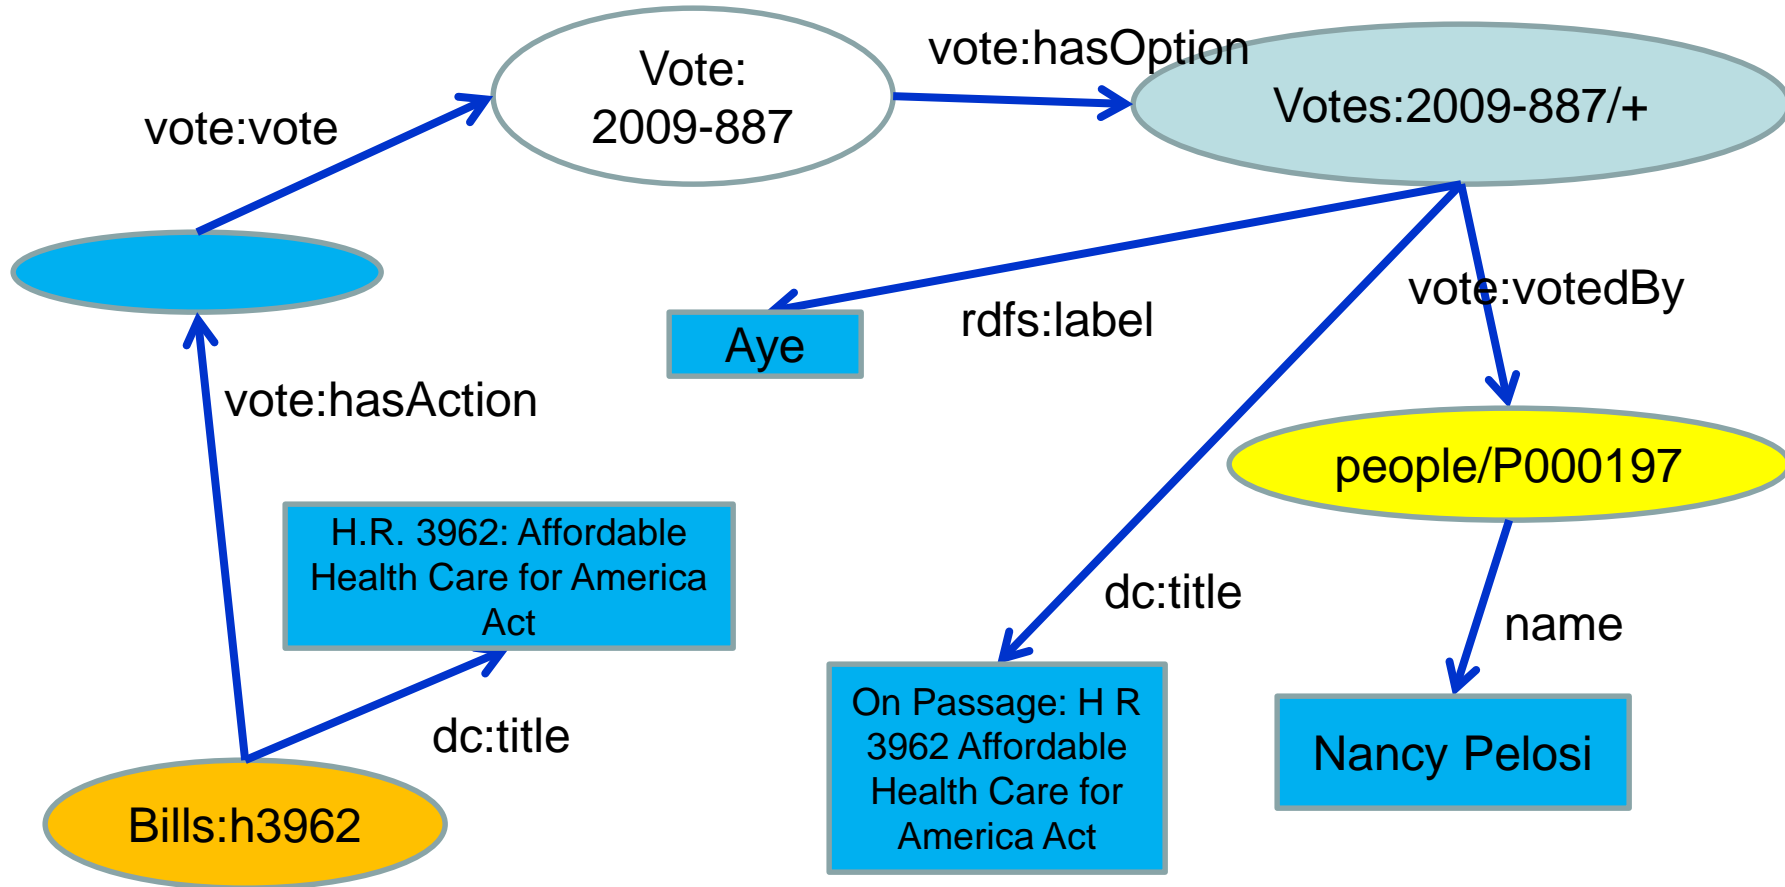 vote:hasOption
Vote:
2009-887
Votes:2009-887/+
vote:vote
vote:votedBy
rdfs:label
Aye
vote:hasAction
people/P000197
H.R. 3962: Affordable
Health Care for America
Act
dc:title
name
On Passage: H R
3962 Affordable
Health Care for
America Act
Nancy Pelosi
dc:title
Bills:h3962